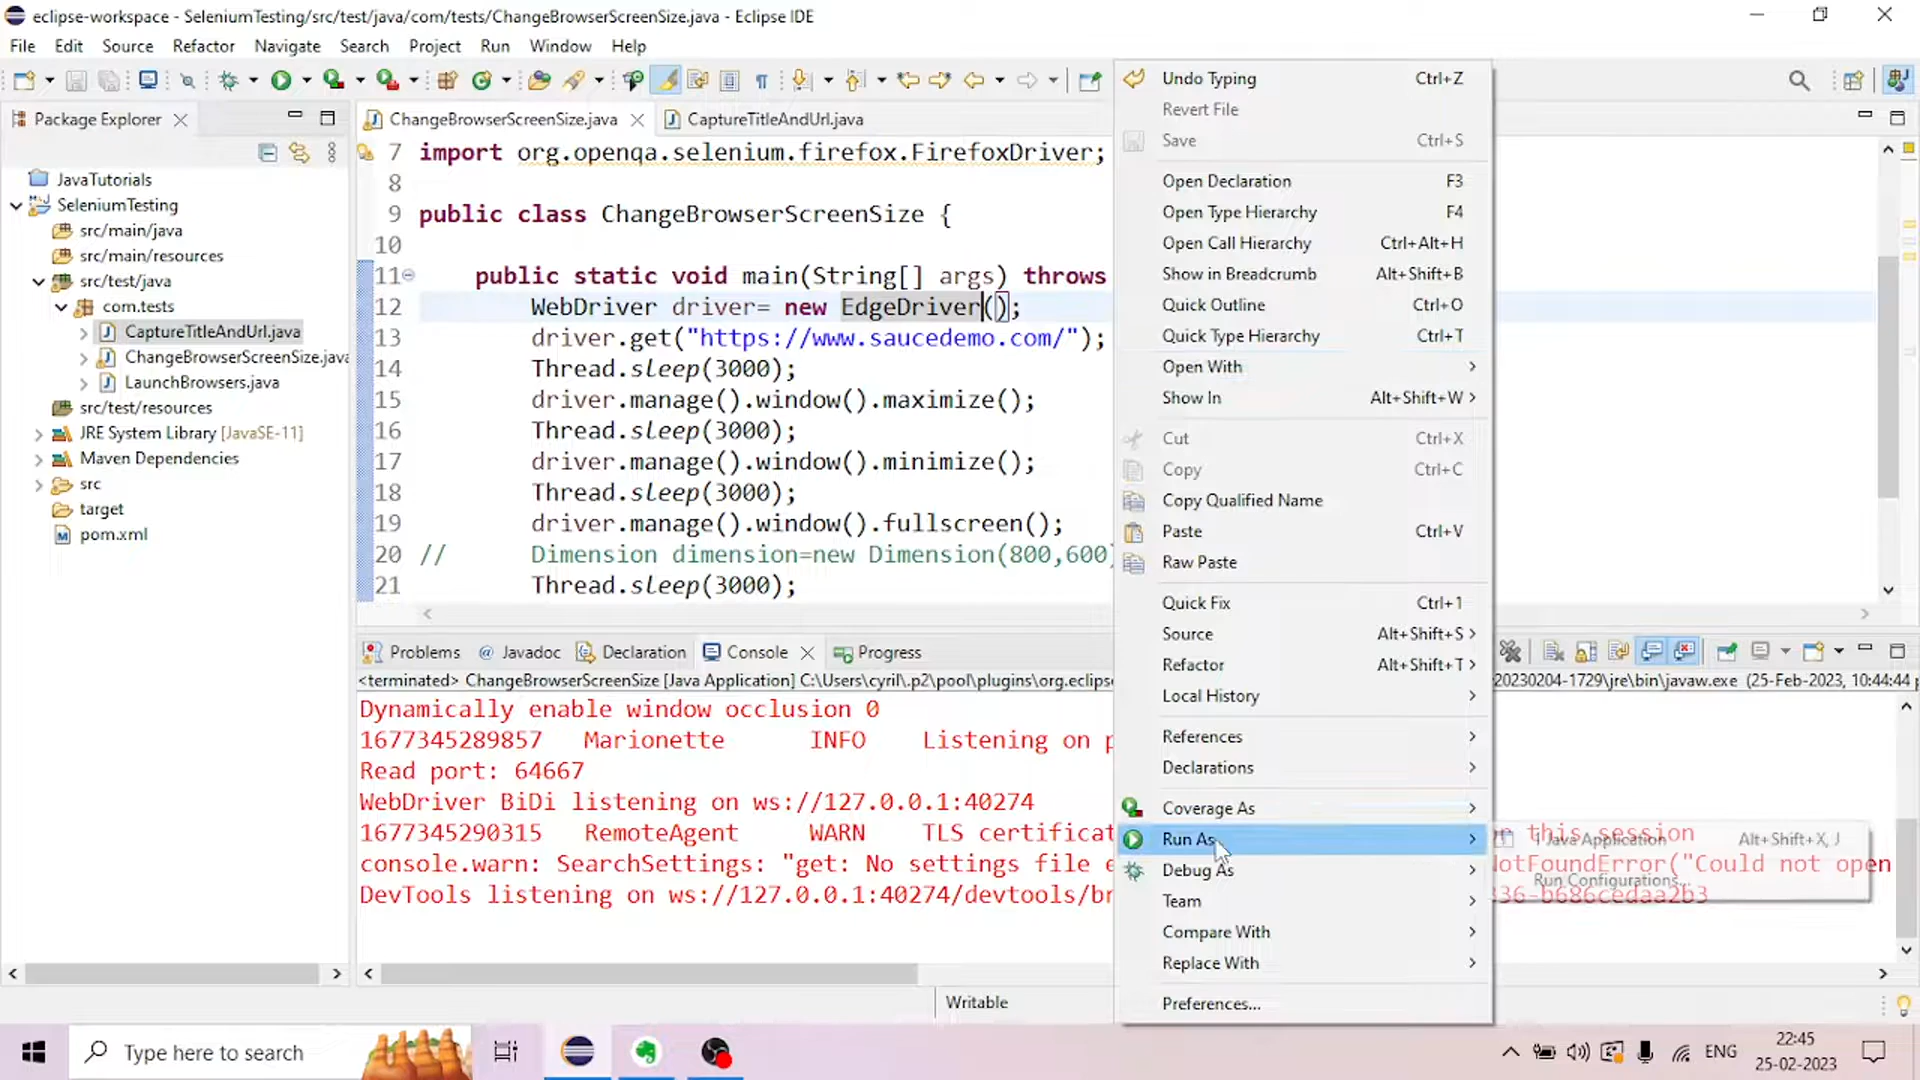 eclipse-workspace - SeleniumTesting/src/test/java/com/tests/ChangeBrowserScreenSize.java - Eclipse IDE
File Edit Source Refactor Navigate Search Project Run Window Help
Package Explorer
JavaTutorials
SeleniumTesting
src/main/java
src/main/resources
src/test/java
com.tests
CaptureTitleAndUrl.java
ChangeBrowserScreenSize.java
LaunchBrowsers.java
src/test/resources
JRE System Library [JavaSE-11]
Maven Dependencies
src
target
pom.xml
ChangeBrowserScreenSize.java CaptureTitleAndUrl.java
7 import org.openqa.selenium.firefox.FirefoxDriver;
8
9 public class ChangeBrowserScreenSize {
10
11 public static void main(String[] args) throws
12 WebDriver driver= new EdgeDriver();
13 driver.get("https://www.saucedemo.com/");
14 Thread.sleep(3000);
15 driver.manage().window().maximize();
16 Thread.sleep(3000);
17 driver.manage().window().minimize();
18 Thread.sleep(3000);
19 driver.manage().window().fullscreen();
20 // Dimension dimension=new Dimension(800,600)
21 Thread.sleep(3000);
Problems @ Javadoc Declaration Console Progress
<terminated> ChangeBrowserScreenSize [Java Application] C:\Users\cyril\.p2\pool\plugins\org.eclipse 20230204-1729\jre\bin\javaw.exe (25-Feb-2023, 10:44:44 p
Dynamically enable window occlusion 0
1677345289857 Marionette INFO Listening on p
Read port: 64667
WebDriver BiDi listening on ws://127.0.0.1:40274
1677345290315 RemoteAgent WARN TLS certificat this session
console.warn: SearchSettings: "get: No settings file e otFoundError("Could not open
DevTools listening on ws://127.0.0.1:40274/devtools/br 36-b686cedaa2b3
Writable
Undo Typing Ctrl+Z
Revert File
Save Ctrl+S
Open Declaration F3
Open Type Hierarchy F4
Open Call Hierarchy Ctrl+Alt+H
Show in Breadcrumb Alt+Shift+B
Quick Outline Ctrl+O
Quick Type Hierarchy Ctrl+T
Open With
Show In Alt+Shift+W
Cut Ctrl+X
Copy Ctrl+C
Copy Qualified Name
Paste Ctrl+V
Raw Paste
Quick Fix Ctrl+1
Source Alt+Shift+S
Refactor Alt+Shift+T
Local History
References
Declarations
Coverage As
Run As
Debug As
Team
Compare With
Replace With
Preferences...
1 Java Application Alt+Shift+X, J
Run Configurations...
Type here to search
ENG
22:45
25-02-2023